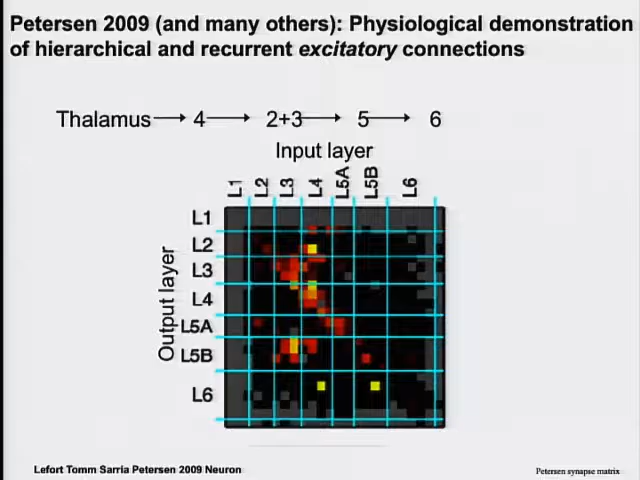 Petersen 2009 (and many others): Physiological demonstration
of hierarchical and recurrent excitatory connections
Thalamus → 4 → 2+3 → 5 → 6
Input layer
L1 L2 L3 L4 L5A L5B L6
Output layer
L1
L2
L3
L4
L5A
L5B
L6
Lefort Tomm Sarria Petersen 2009 Neuron
Petersen synapse matrix